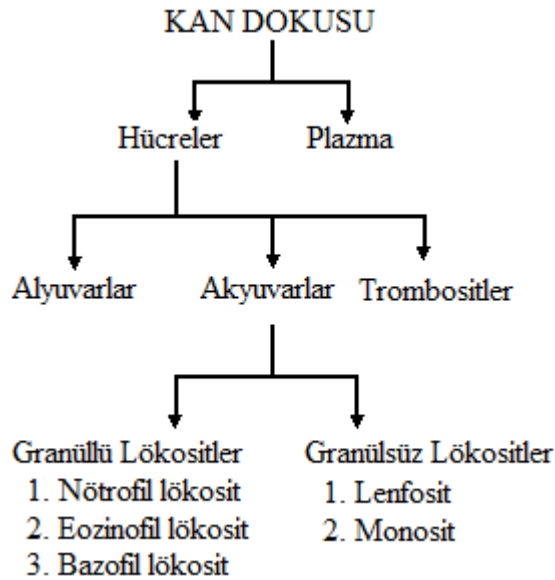 KAN DOKUSU
Hücreler
Plazma
Alyuvarlar
Akyuvarlar
Trombositler
Granüllü Lökositler
1. Nötrofil lökosit
2. Eozinofil lökosit
3. Bazofil lökosit
Granülsüz Lökositler
1. Lenfosit
2. Monosit